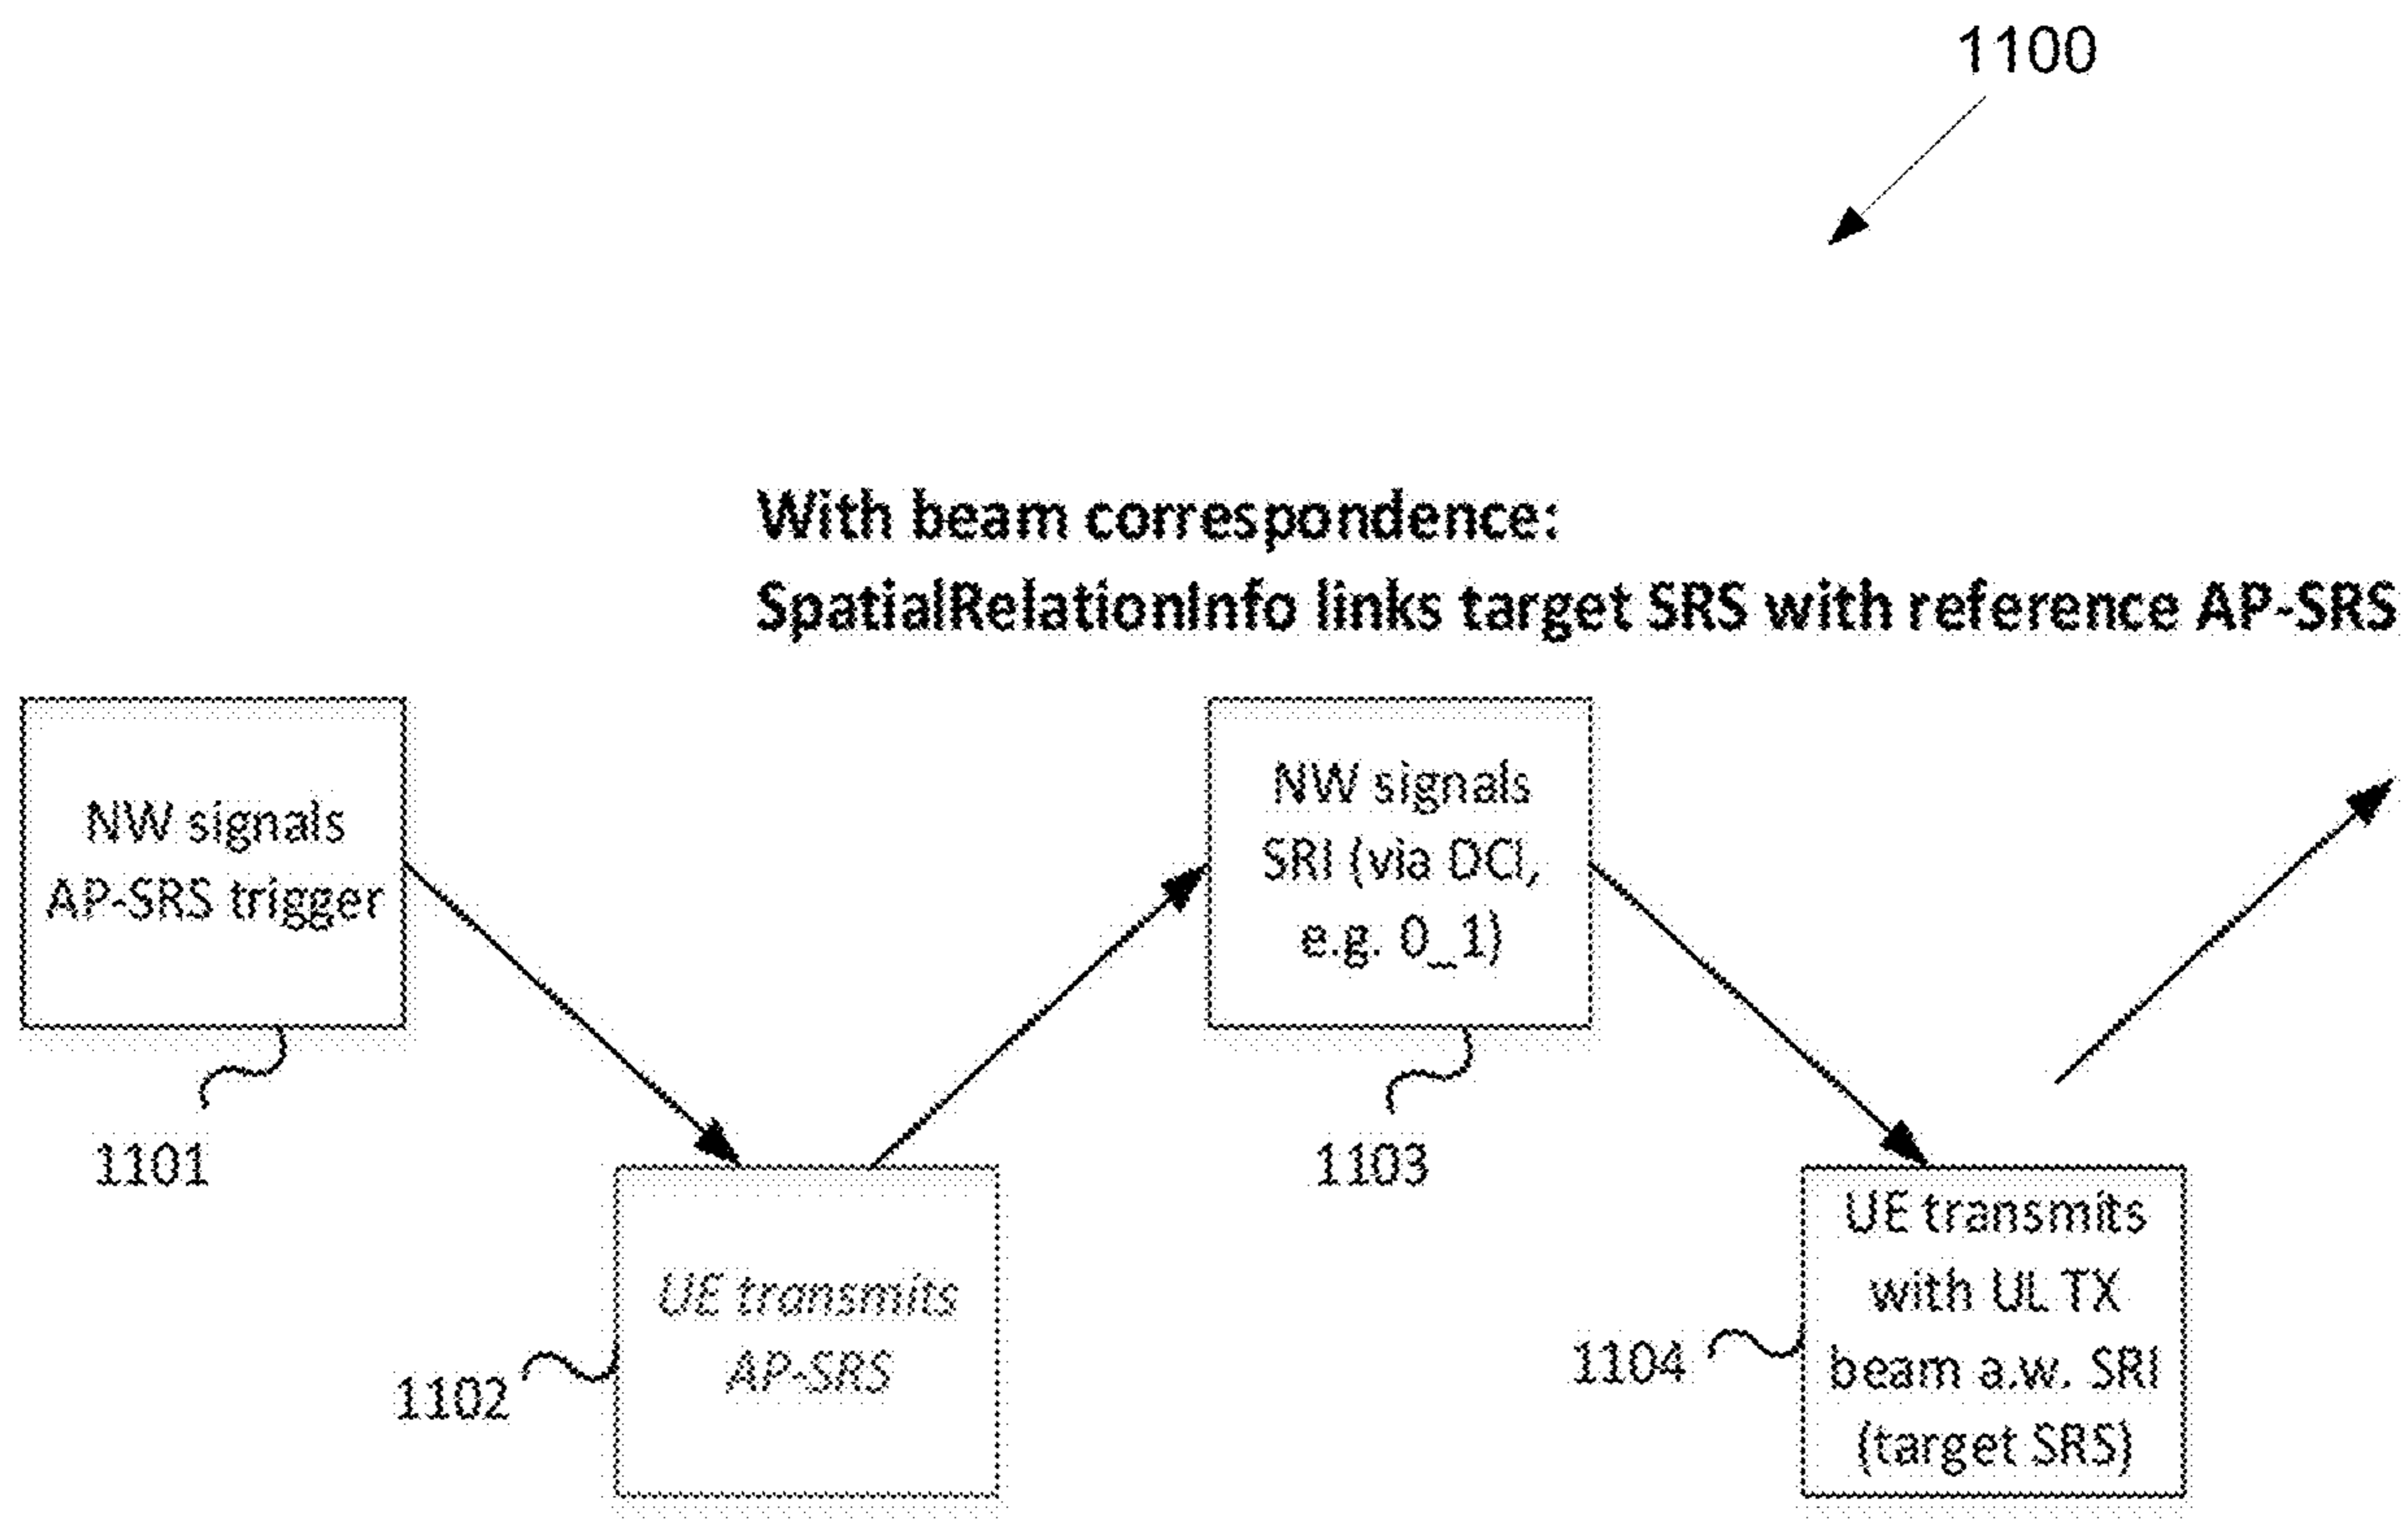 1100
With beam correspondence:
SpatialRelationInfo links target SRS with reference AP-SRS
NW signals
AP-SRS trigger
1101
UE transmits
AP-SRS
1102
NW signals
SRI (via DCI,
e.g. 0_1)
1103
UE transmits
with UL TX
beam a.w. SRI
(target SRS)
1104